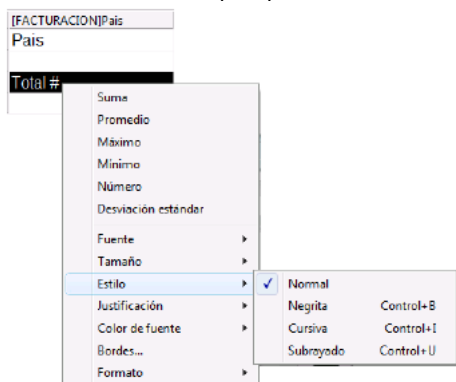 [FACTURACION]Pais
Pais
Total #
Suma
Promedio
Máximo
Mínimo
Número
Desviación estándar
Fuente
Tamaño
Estilo
Justificación
Color de fuente
Bordes...
Formato
Normal
Negrita Control+B
Cursiva Control+I
Subrayado Control+U